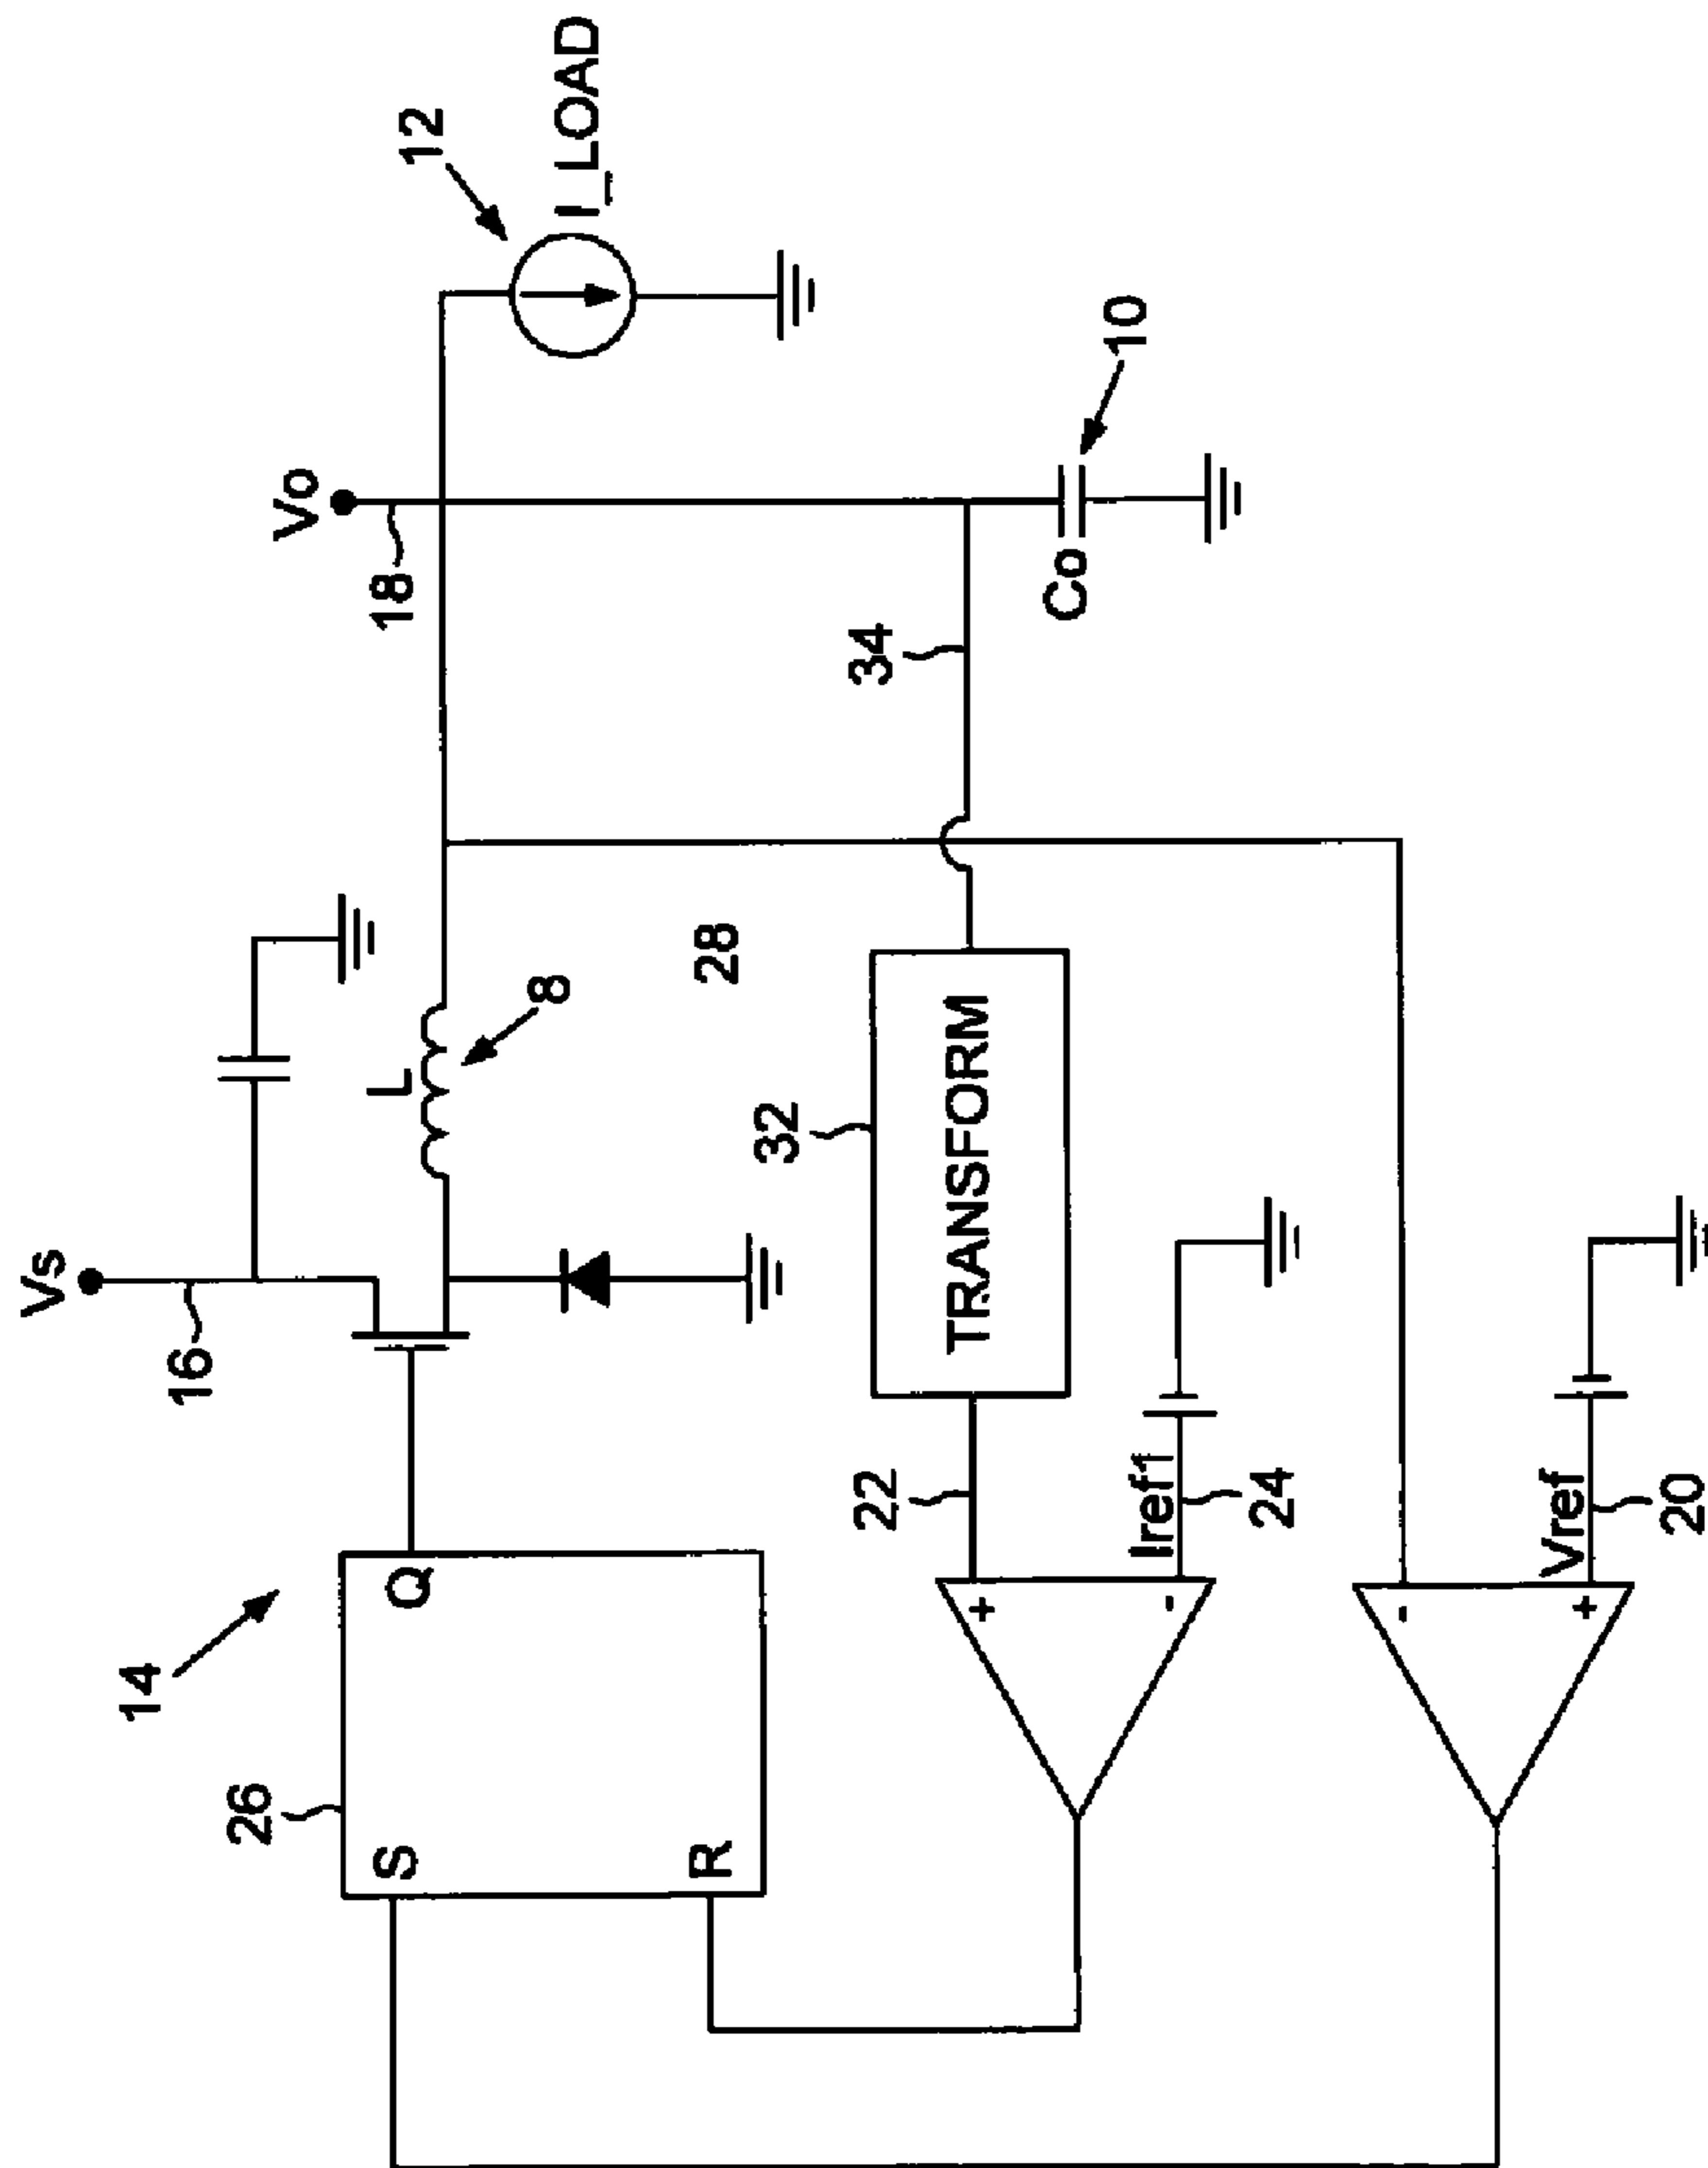 Vs
16
14
26
S
Q
R
L
8
Vo
18
12
I_LOAD
28
32
TRANSFORM
34
Co
10
22
Iref1
24
+
-
Vref
20
-
+